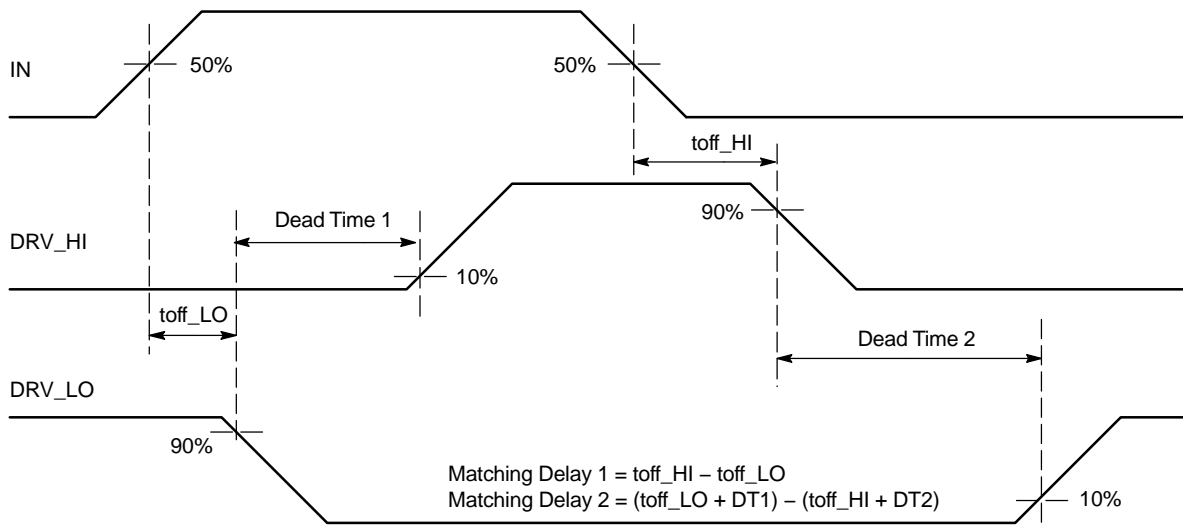 IN
50%
50%
toff_HI
Dead Time 1
90%
DRV_HI
10%
toff_LO
Dead Time 2
DRV_LO
90%
Matching Delay 1 = toff_HI − toff_LO
Matching Delay 2 = (toff_LO + DT1) − (toff_HI + DT2)
10%